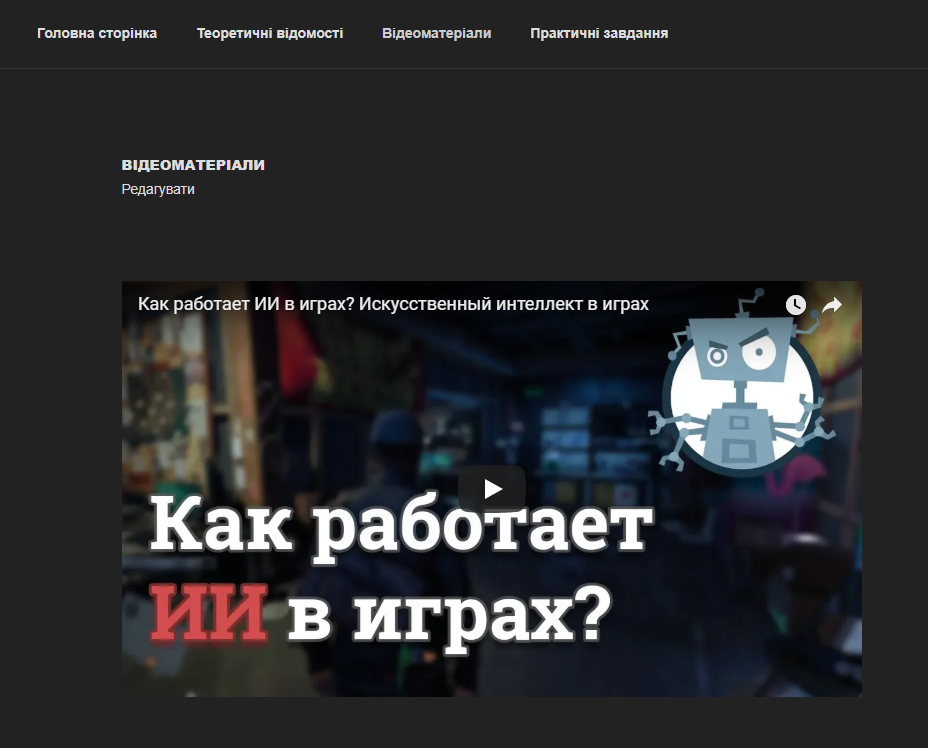 Головна сторінка Теоретичні відомості Відеоматеріали Практичні завдання
ВІДЕОМАТЕРІАЛИ
Редагувати
Как работает ИИ в играх? Искусственный интеллект в играх
Как работает
ИИ в играх?